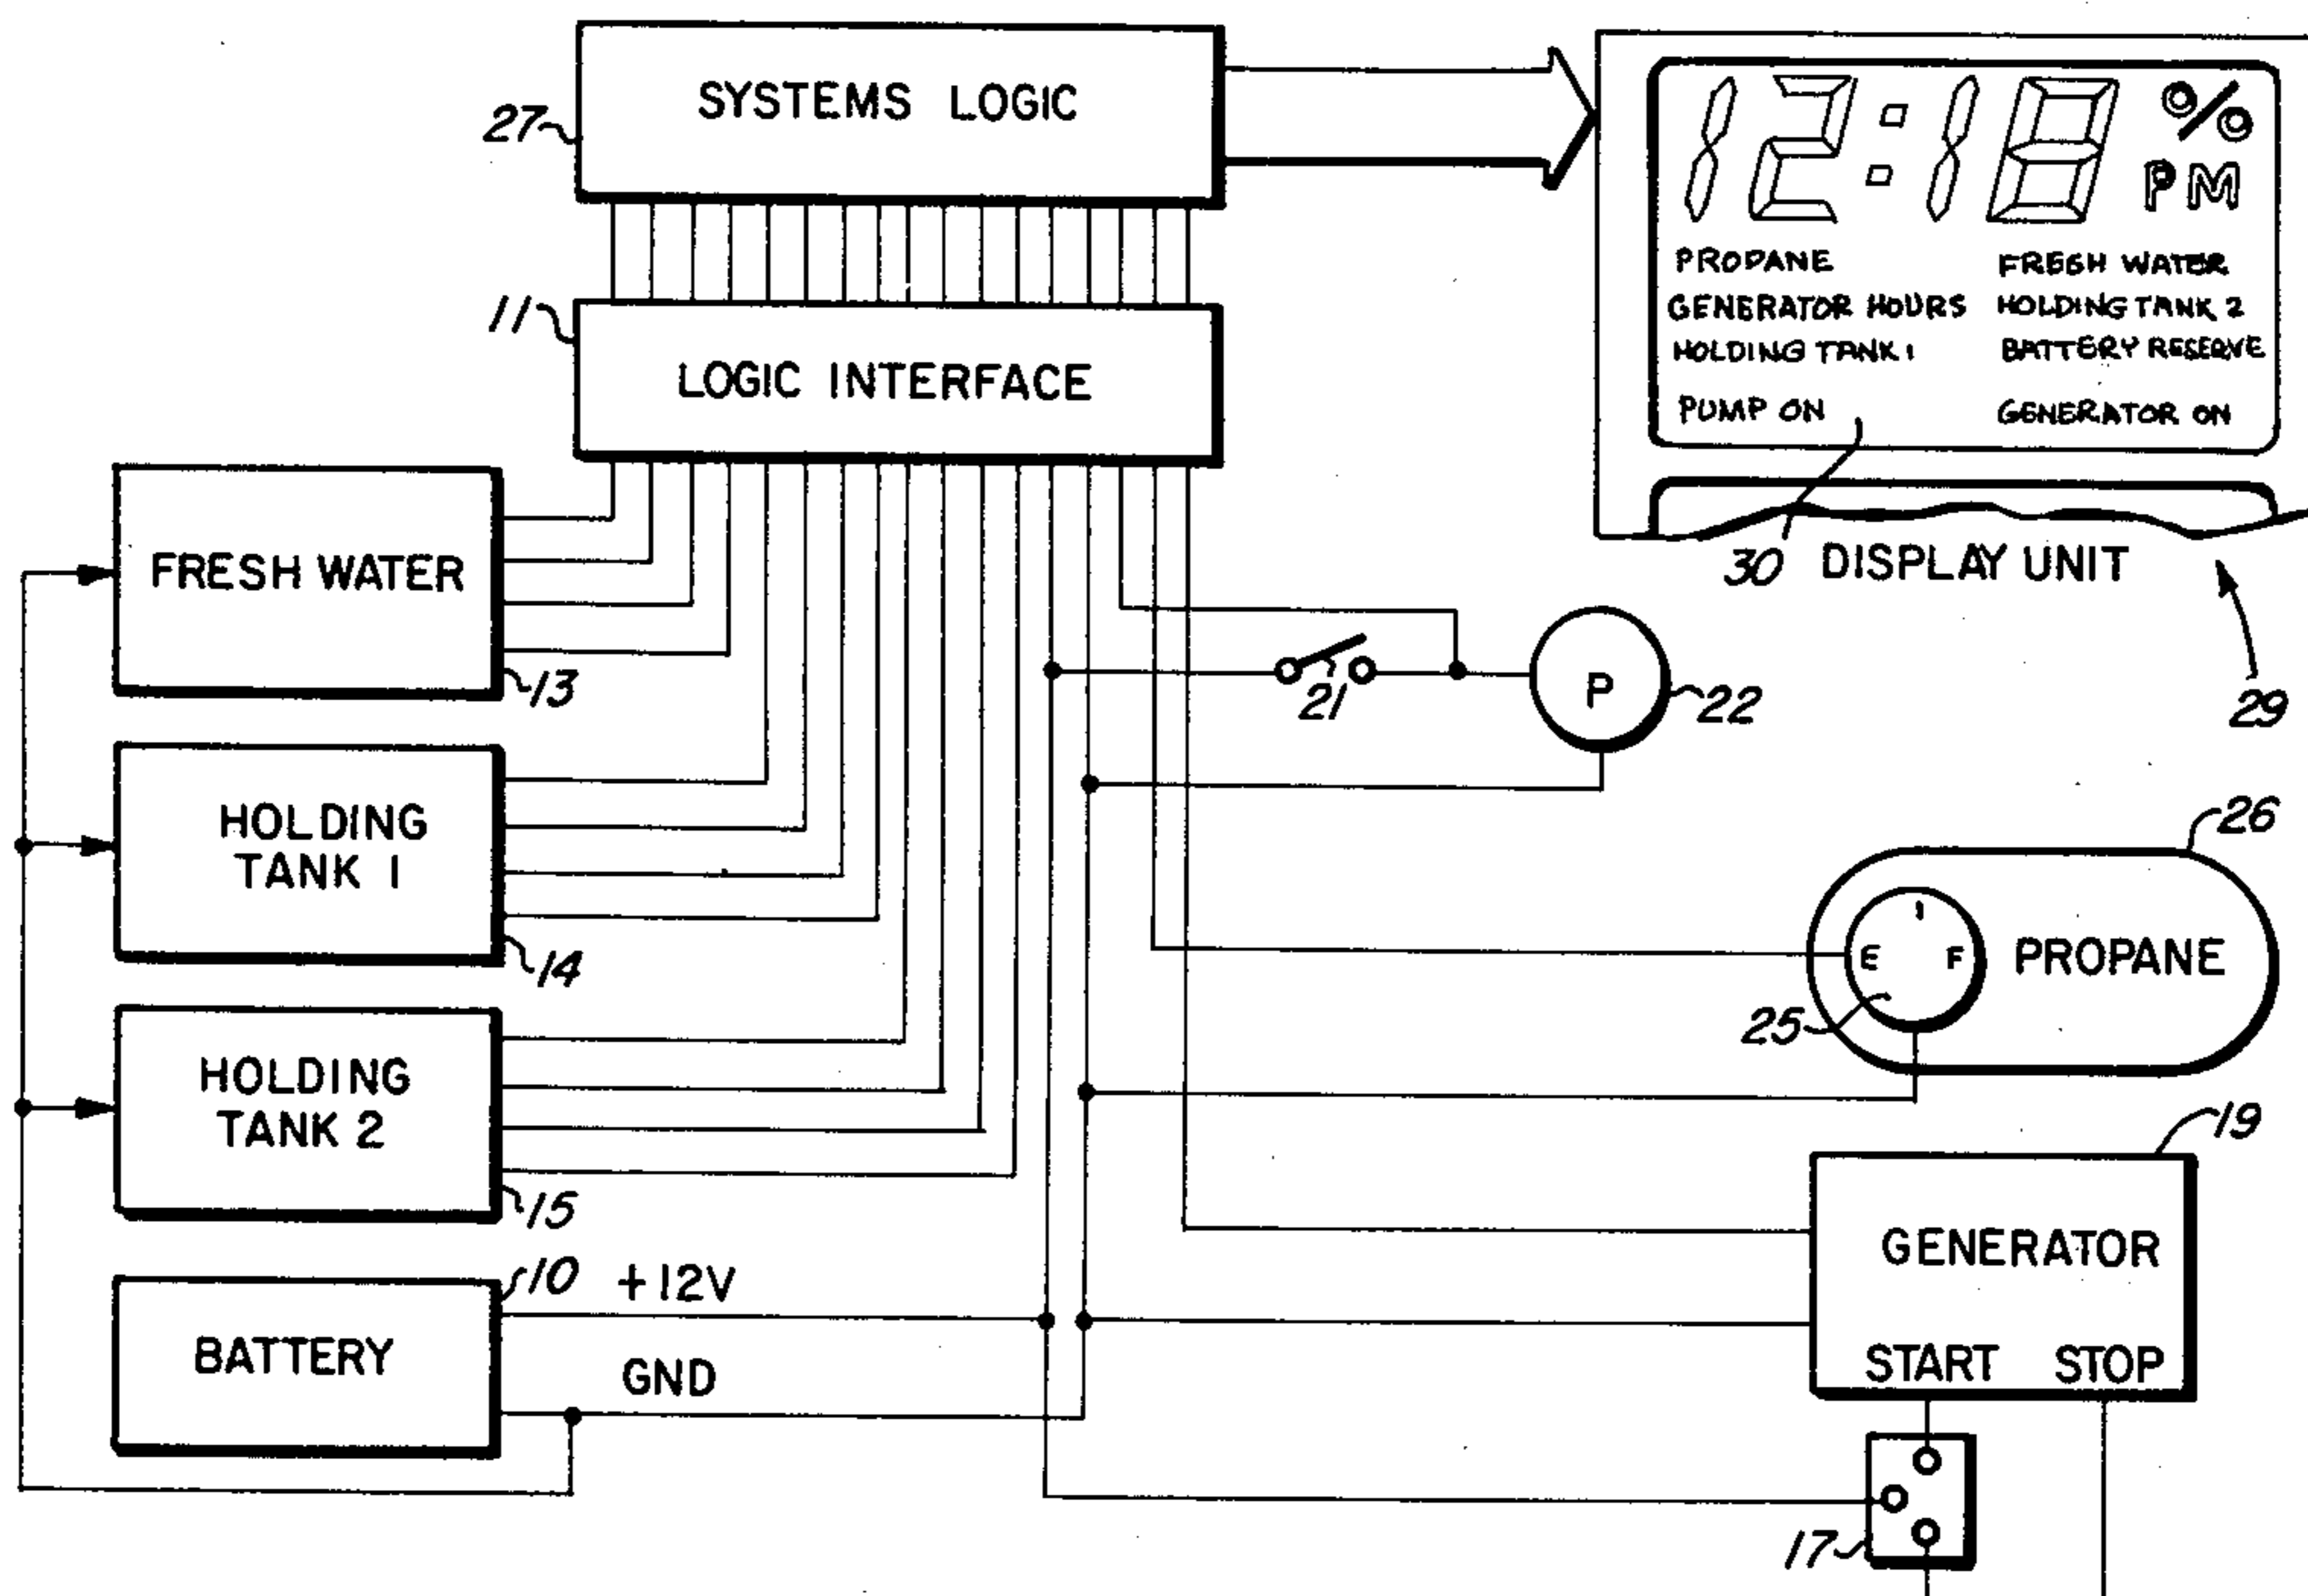 SYSTEMS LOGIC
27
12:18 % PM
PROPANE FRESH WATER
GENERATOR HOURS HOLDING TANK 2
HOLDING TANK 1 BATTERY RESERVE
PUMP ON GENERATOR ON
30 DISPLAY UNIT
29
11
LOGIC INTERFACE
FRESH WATER
13
21
P
22
HOLDING
TANK 1
14
26
E F PROPANE
25
HOLDING
TANK 2
15
19
GENERATOR
START STOP
10 +12V
BATTERY
GND
17